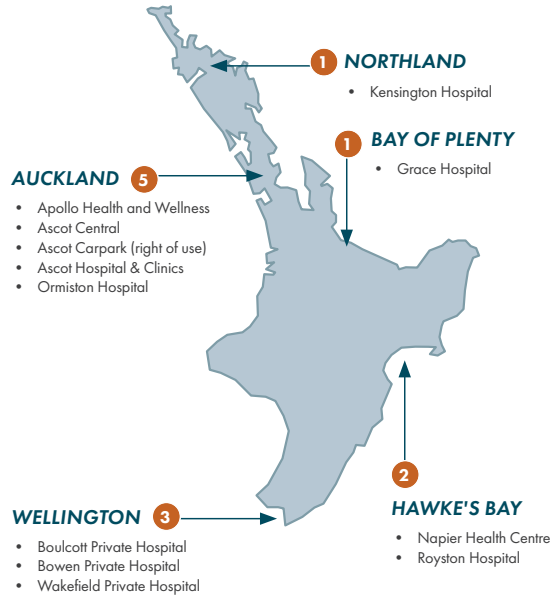 1 NORTHLAND
• Kensington Hospital
1 BAY OF PLENTY
• Grace Hospital
AUCKLAND 5
• Apollo Health and Wellness
• Ascot Central
• Ascot Carpark (right of use)
• Ascot Hospital & Clinics
• Ormiston Hospital
2
HAWKE'S BAY
• Napier Health Centre
• Royston Hospital
WELLINGTON 3
• Boulcott Private Hospital
• Bowen Private Hospital
• Wakefield Private Hospital